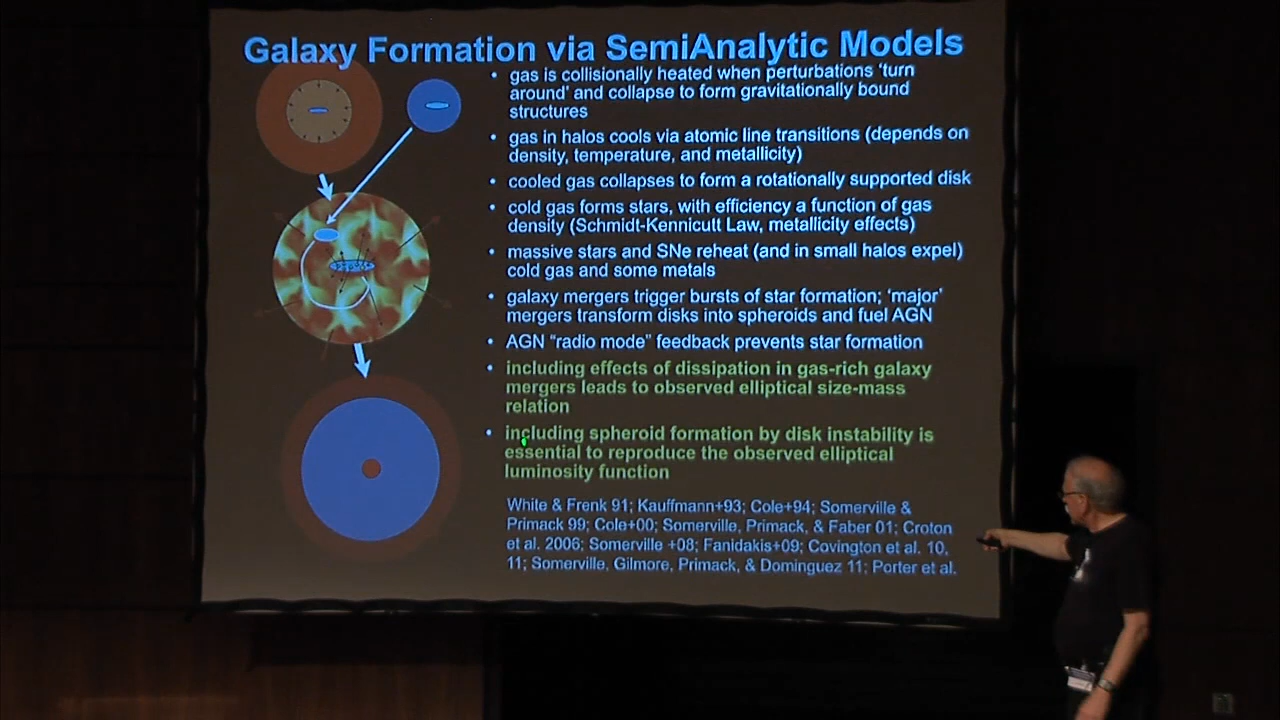 Galaxy Formation via SemiAnalytic Models
• gas is collisionally heated when perturbations ‘turn
around’ and collapse to form gravitationally bound
structures
• gas in halos cools via atomic line transitions (depends on
density, temperature, and metallicity)
• cooled gas collapses to form a rotationally supported disk
• cold gas forms stars, with efficiency a function of gas
density (Schmidt-Kennicutt Law, metallicity effects)
• massive stars and SNe reheat (and in small halos expel)
cold gas and some metals
• galaxy mergers trigger bursts of star formation; ‘major’
mergers transform disks into spheroids and fuel AGN
• AGN “radio mode” feedback prevents star formation
• including effects of dissipation in gas-rich galaxy
mergers leads to observed elliptical size-mass
relation
• including spheroid formation by disk instability is
essential to reproduce the observed elliptical
luminosity function
White & Frenk 91; Kauffmann+93; Cole+94; Somerville &
Primack 99; Cole+00; Somerville, Primack, & Faber 01; Croton
et al. 2006; Somerville +08; Fanidakis+09; Covington et al. 10,
11; Somerville, Gilmore, Primack, & Dominguez 11; Porter et al.